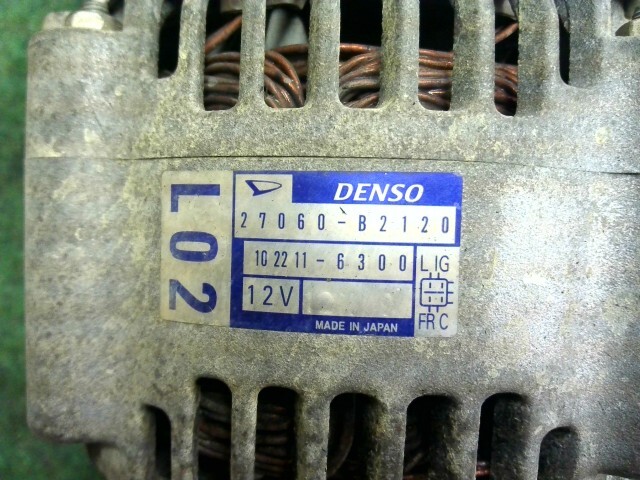 L02
DENSO
27060-B2120
102211-6300
12V
L IG
FR C
MADE IN JAPAN